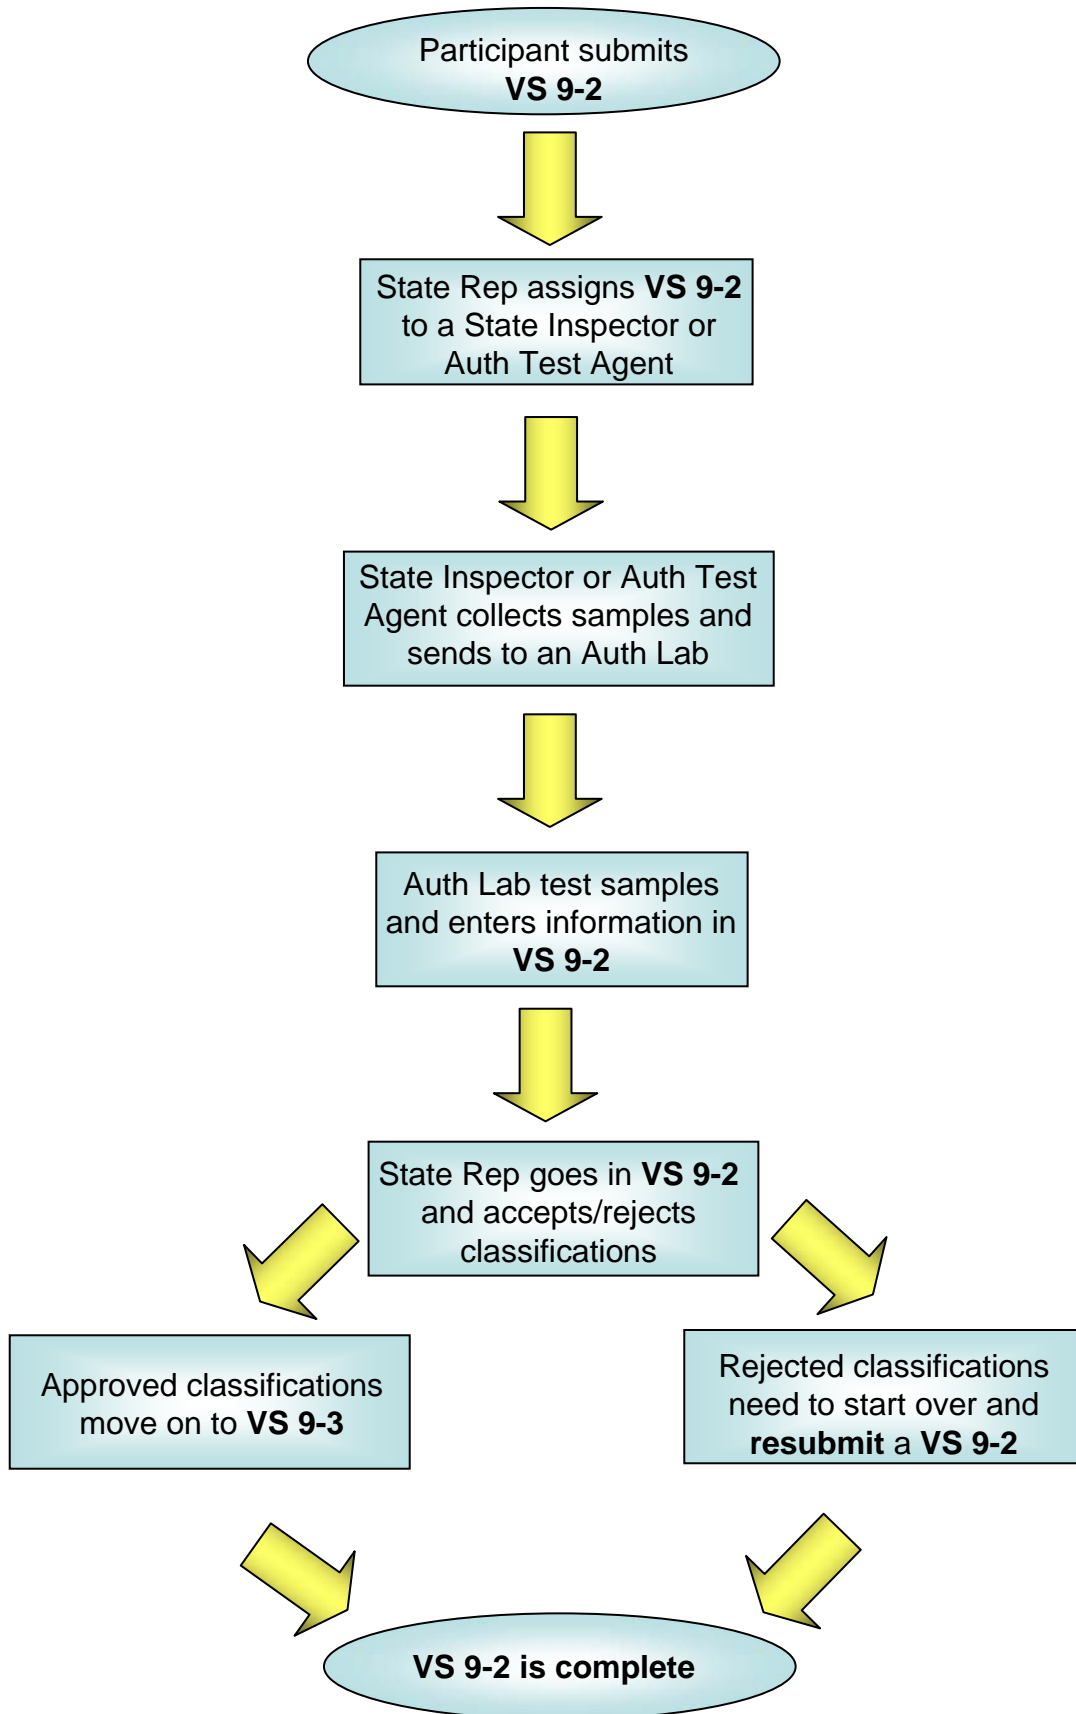 Participant submits
VS 9-2
State Rep assigns VS 9-2
to a State Inspector or
Auth Test Agent
State Inspector or Auth Test
Agent collects samples and
sends to an Auth Lab
Auth Lab test samples
and enters information in
VS 9-2
State Rep goes in VS 9-2
and accepts/rejects
classifications
Approved classifications
move on to VS 9-3
Rejected classifications
need to start over and
resubmit a VS 9-2
VS 9-2 is complete